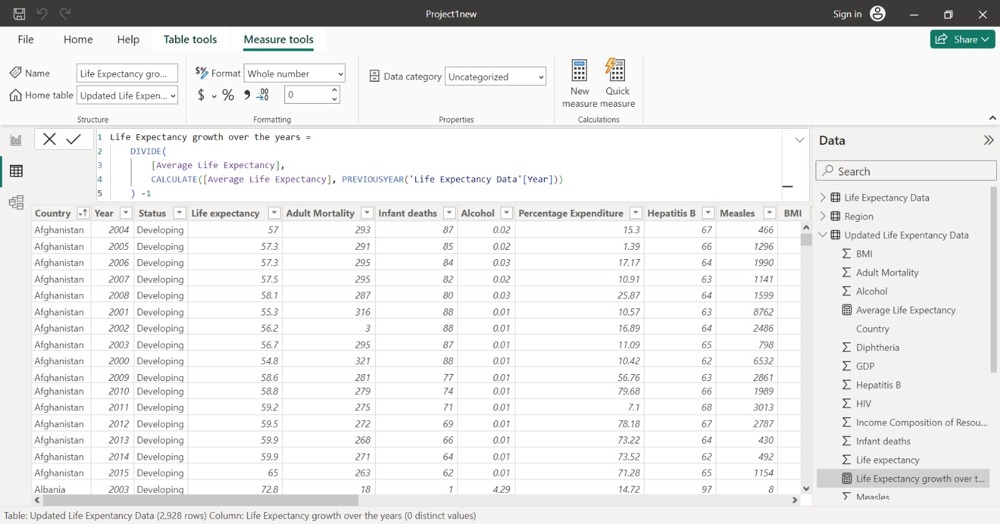 Project1new
Sign in
File Home Help Table tools Measure tools
Share
Name Life Expectancy gro...
Home table Updated Life Expen...
Structure
$% Format Whole number
$ % , .00 →0 0
Formatting
Data category Uncategorized
Properties
New measure
Quick measure
Calculations
1 Life Expectancy growth over the years =
2 DIVIDE(
3 [Average Life Expectancy],
4 CALCULATE([Average Life Expectancy], PREVIOUSYEAR('Life Expectancy Data'[Year]))
5 ) -1
Country Year Status Life expectancy Adult Mortality Infant deaths Alcohol Percentage Expenditure Hepatitis B Measles BMI
Afghanistan 2004 Developing 57 293 87 0.02 15.3 67 466
Afghanistan 2005 Developing 57.3 291 85 0.02 1.39 66 1296
Afghanistan 2006 Developing 57.3 295 84 0.03 17.17 64 1990
Afghanistan 2007 Developing 57.5 295 82 0.02 10.91 63 1141
Afghanistan 2008 Developing 58.1 287 80 0.03 25.87 64 1599
Afghanistan 2001 Developing 55.3 316 88 0.01 10.57 63 8762
Afghanistan 2002 Developing 56.2 3 88 0.01 16.89 64 2486
Afghanistan 2003 Developing 56.7 295 87 0.01 11.09 65 798
Afghanistan 2000 Developing 54.8 321 88 0.01 10.42 62 6532
Afghanistan 2009 Developing 58.6 281 77 0.01 56.76 63 2861
Afghanistan 2010 Developing 58.8 279 74 0.01 79.68 66 1989
Afghanistan 2011 Developing 59.2 275 71 0.01 7.1 68 3013
Afghanistan 2012 Developing 59.5 272 69 0.01 78.18 67 2787
Afghanistan 2013 Developing 59.9 268 66 0.01 73.22 64 430
Afghanistan 2014 Developing 59.9 271 64 0.01 73.52 62 492
Afghanistan 2015 Developing 65 263 62 0.01 71.28 65 1154
Albania 2003 Developing 72.8 18 1 4.29 14.72 97 8
Data
Search
Life Expectancy Data
Region
Updated Life Expentancy Data
BMI
Adult Mortality
Alcohol
Average Life Expectancy
Country
Diphtheria
GDP
Hepatitis B
HIV
Income Composition of Resou...
Infant deaths
Life expectancy
Life Expectancy growth over t...
Measles
Table: Updated Life Expentancy Data (2,928 rows) Column: Life Expectancy growth over the years (0 distinct values)